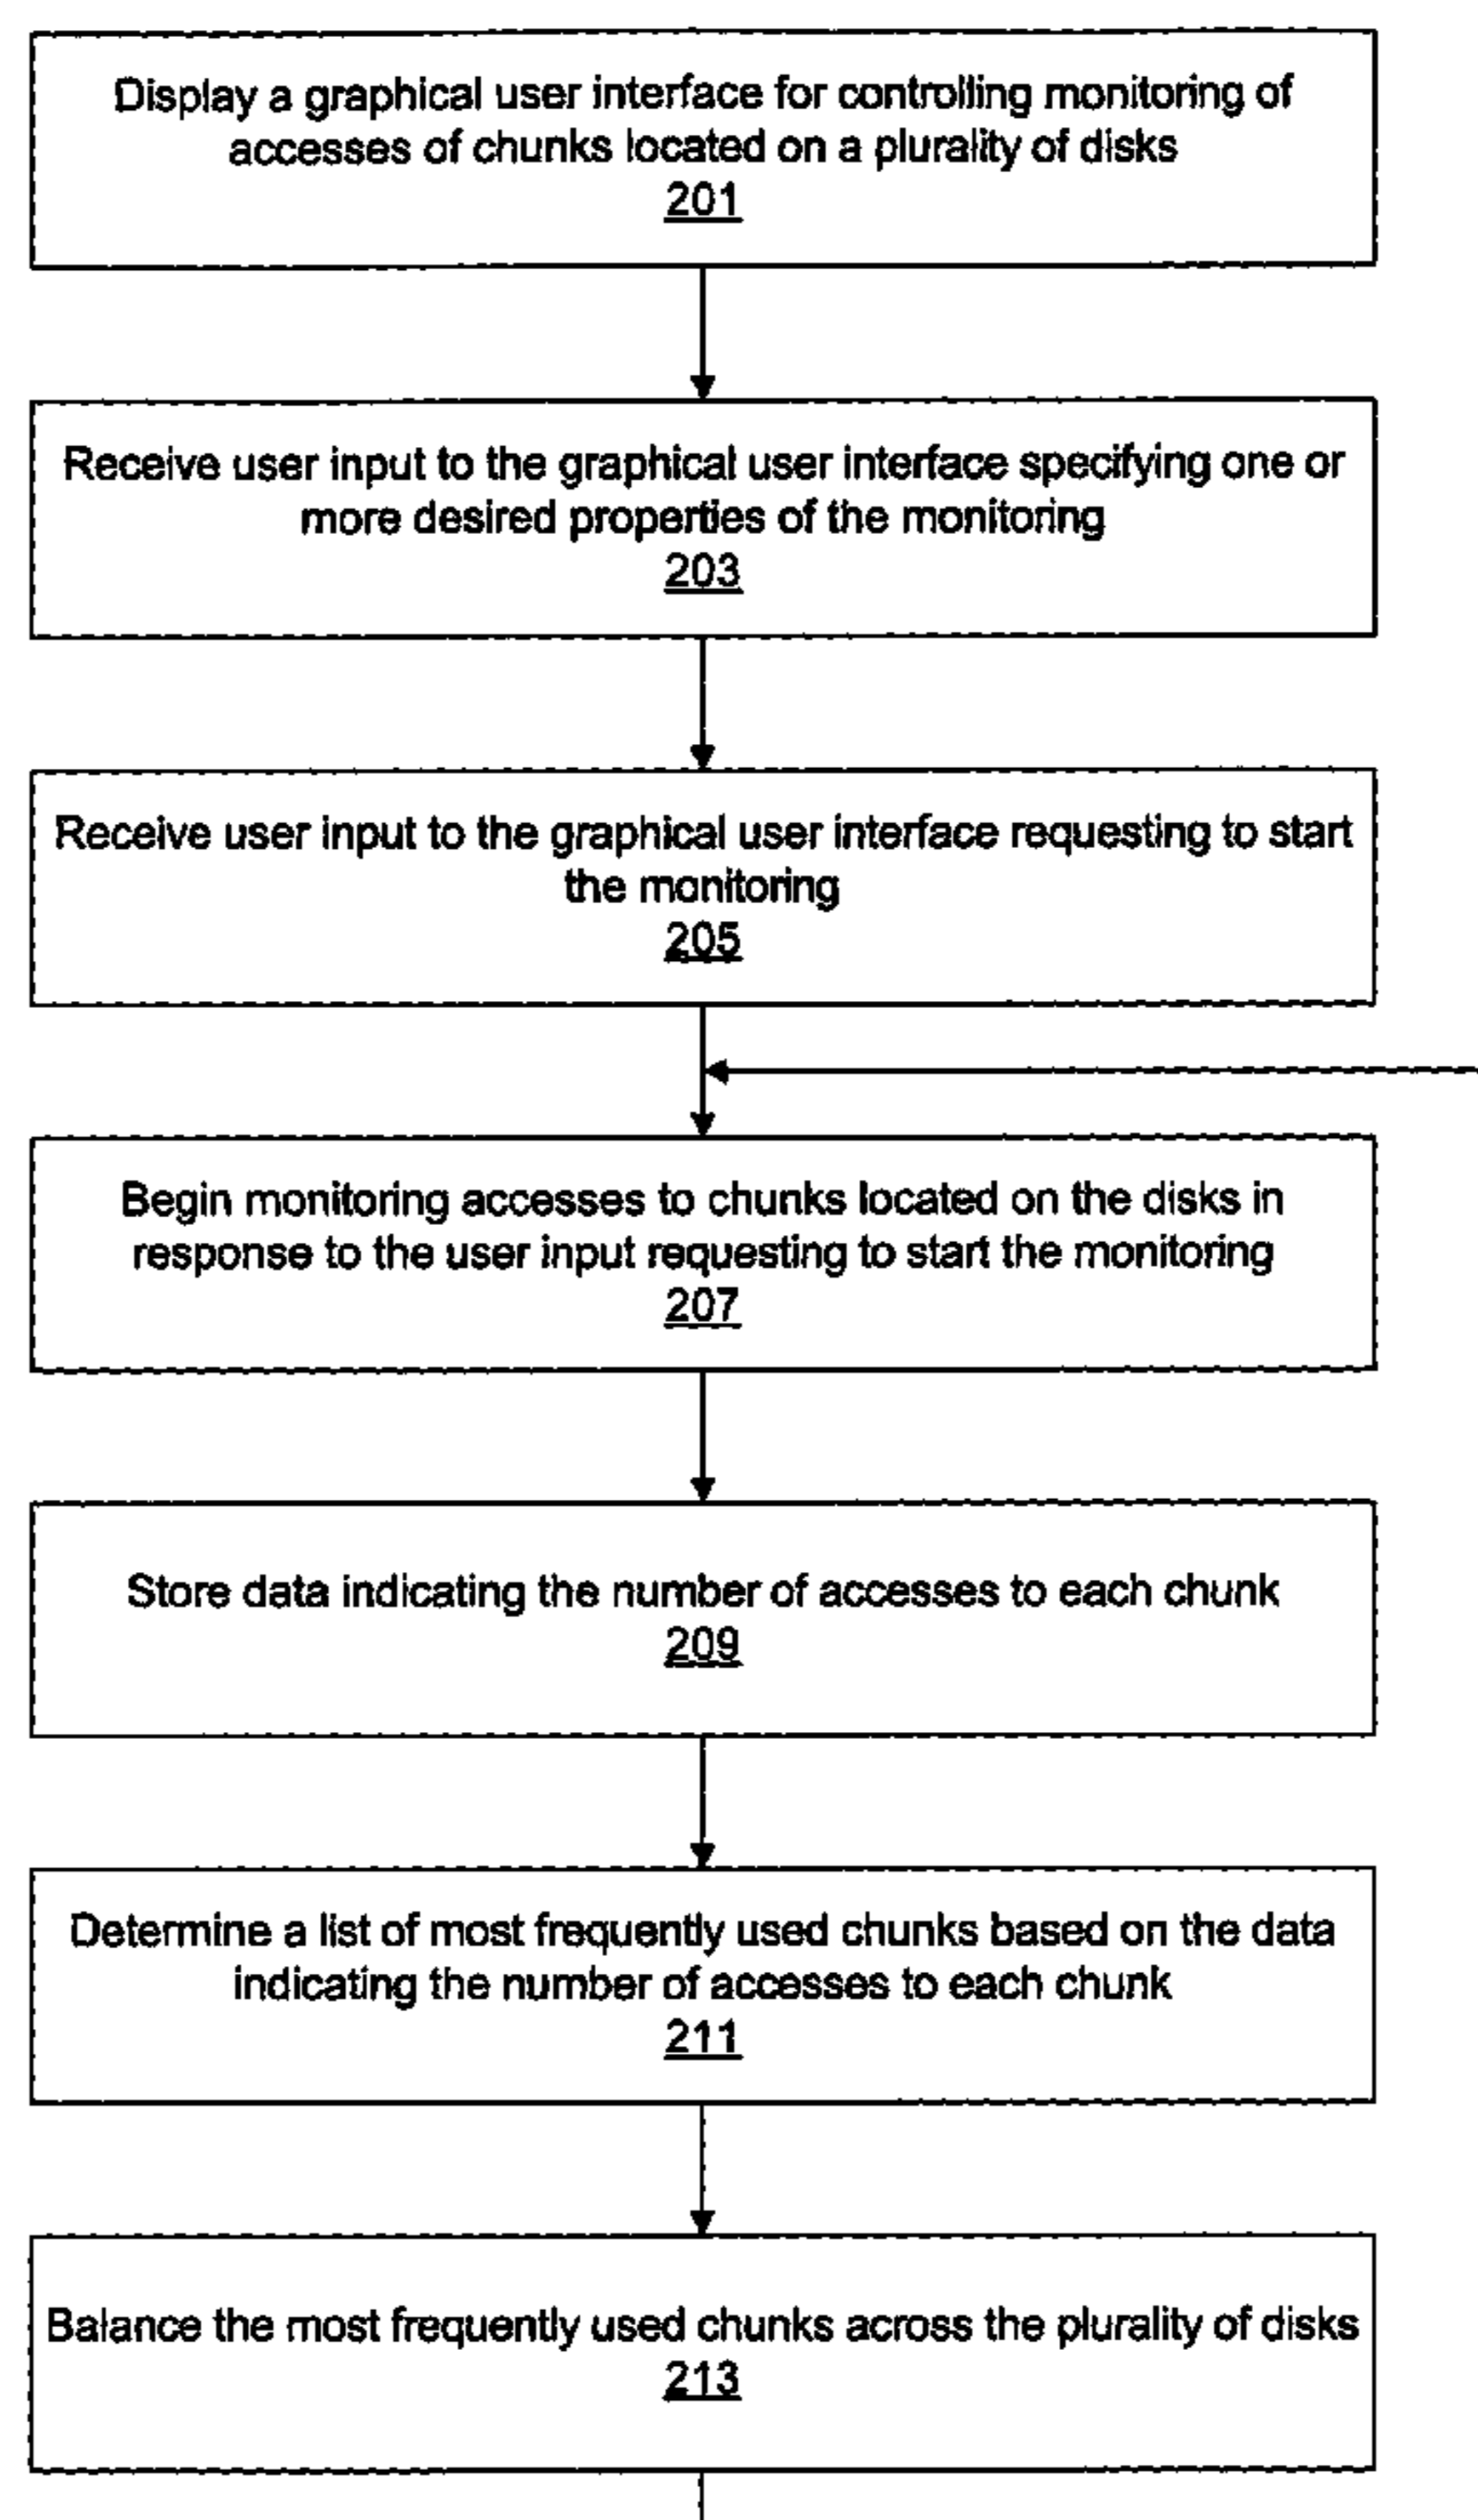 Display a graphical user interface for controlling monitoring of
accesses of chunks located on a plurality of disks
201
Receive user input to the graphical user interface specifying one or
more desired properties of the monitoring
203
Receive user input to the graphical user interface requesting to start
the monitoring
205
Begin monitoring accesses to chunks located on the disks in
response to the user input requesting to start the monitoring
207
Store data indicating the number of accesses to each chunk
209
Determine a list of most frequently used chunks based on the data
indicating the number of accesses to each chunk
211
Balance the most frequently used chunks across the plurality of disks
213